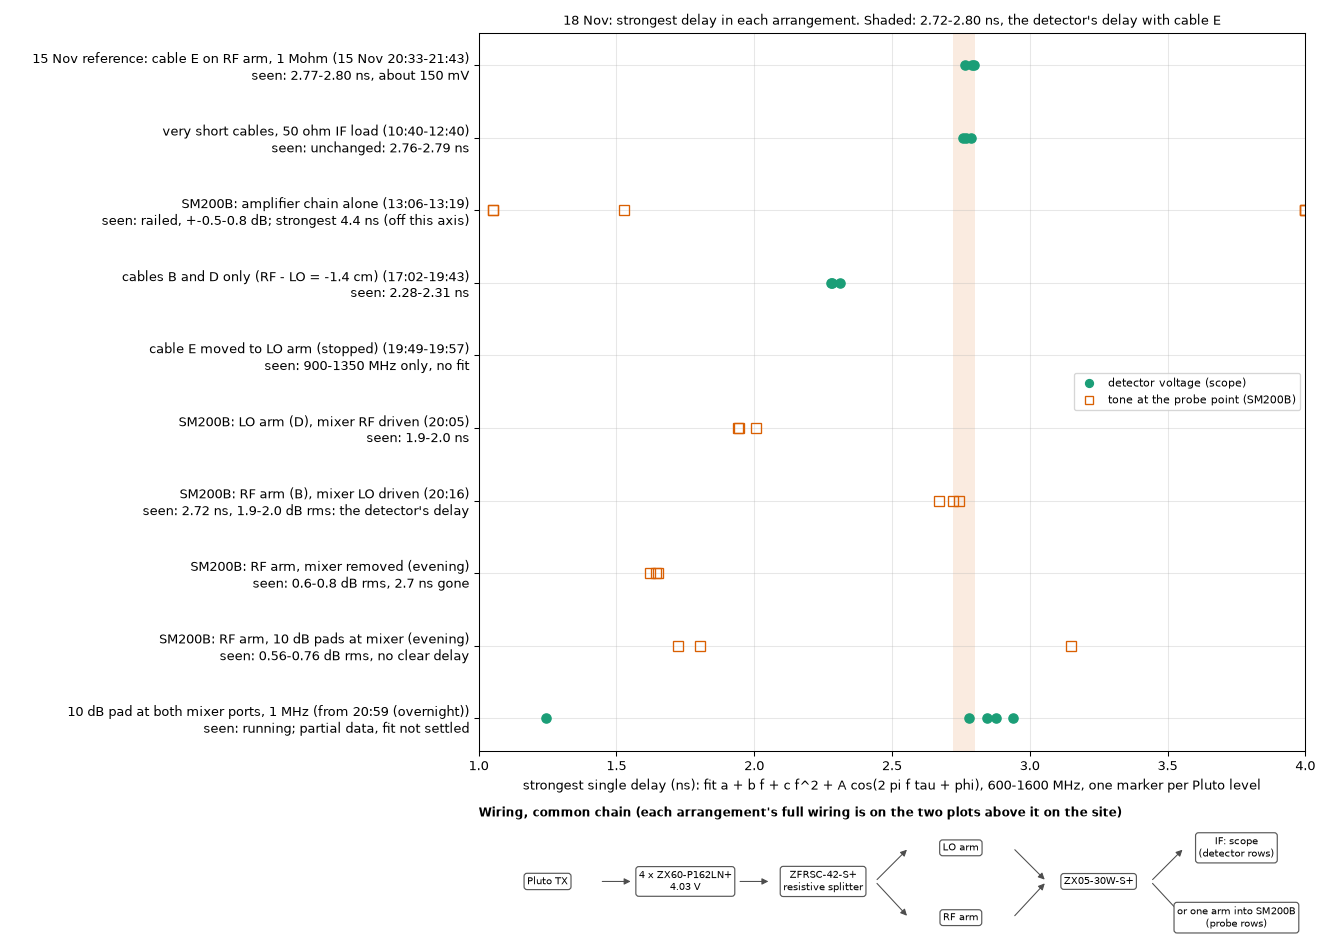 18 Nov: strongest delay in each arrangement. Shaded: 2.72-2.80 ns, the detector's delay with cable E
15 Nov reference: cable E on RF arm, 1 Mohm (15 Nov 20:33-21:43)
seen: 2.77-2.80 ns, about 150 mV
very short cables, 50 ohm IF load (10:40-12:40)
seen: unchanged: 2.76-2.79 ns
SM200B: amplifier chain alone (13:06-13:19)
seen: railed, +-0.5-0.8 dB; strongest 4.4 ns (off this axis)
cables B and D only (RF - LO = -1.4 cm) (17:02-19:43)
seen: 2.28-2.31 ns
cable E moved to LO arm (stopped) (19:49-19:57)
seen: 900-1350 MHz only, no fit
detector voltage (scope)
tone at the probe point (SM200B)
SM200B: LO arm (D), mixer RF driven (20:05)
seen: 1.9-2.0 ns
SM200B: RF arm (B), mixer LO driven (20:16)
seen: 2.72 ns, 1.9-2.0 dB rms: the detector's delay
SM200B: RF arm, mixer removed (evening)
seen: 0.6-0.8 dB rms, 2.7 ns gone
SM200B: RF arm, 10 dB pads at mixer (evening)
seen: 0.56-0.76 dB rms, no clear delay
10 dB pad at both mixer ports, 1 MHz (from 20:59 (overnight))
seen: running; partial data, fit not settled
1.0 1.5 2.0 2.5 3.0 3.5 4.0
strongest single delay (ns): fit a + b f + c f^2 + A cos(2 pi f tau + phi), 600-1600 MHz, one marker per Pluto level
Wiring, common chain (each arrangement's full wiring is on the two plots above it on the site)
Pluto TX
4 x ZX60-P162LN+
4.03 V
ZFRSC-42-S+
resistive splitter
LO arm
RF arm
ZX05-30W-S+
IF: scope
(detector rows)
or one arm into SM200B
(probe rows)